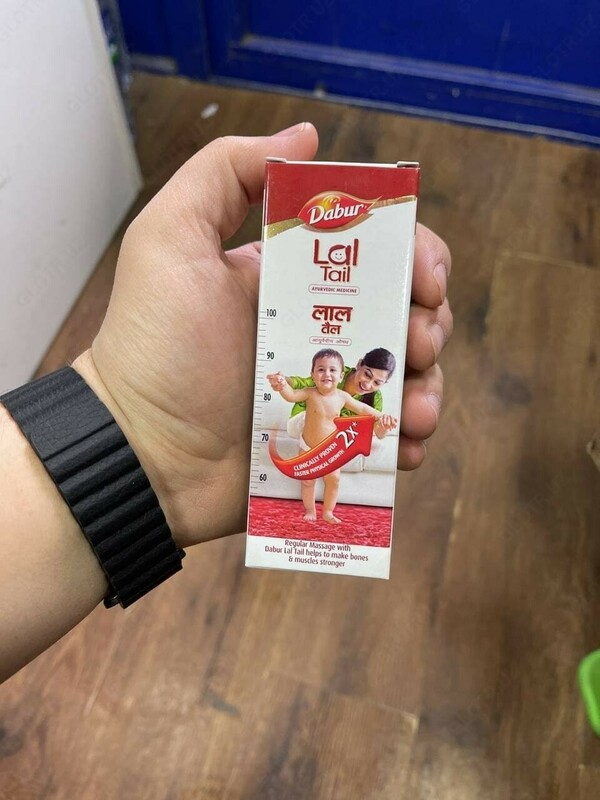 Dabur
Lal
Tail
AYURVEDIC MEDICINE
लाल
तैल
आयुर्वेदिक औषध
100
90
80
70
60
CLINICALLY PROVEN 2x*
FASTER PHYSICAL GROWTH
Regular Massage with
Dabur Lal Tail helps to make bones
& muscles stronger